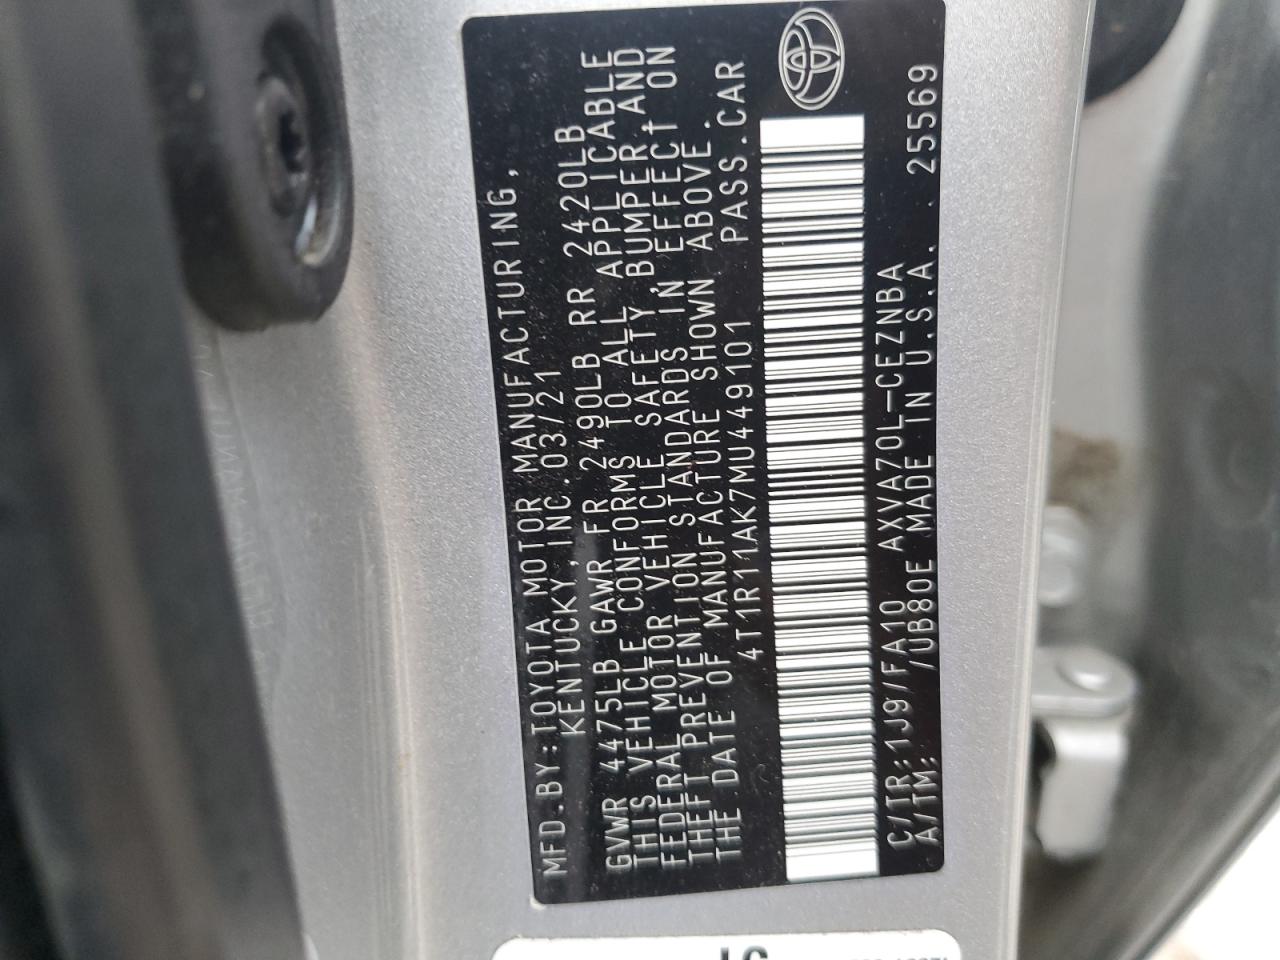 MFD.BY:TOYOTA MOTOR MANUFACTURING,
KENTUCKY,INC.03/21
GVWR 4475LB GAWR FR 2490LB RR 2420LB
THIS VEHICLE CONFORMS TO ALL APPLICABLE
FEDERAL MOTOR VEHICLE SAFETY,BUMPER,AND
THEFT PREVENTION STANDARDS IN EFFECT ON
THE DATE OF MANUFACTURE SHOWN ABOVE.
4T1R11AK7MU449101 PASS.CAR
C/TR:1J9/FA10 AXVA70L-CEZNBA
A/TM: /UB80E MADE IN U.S.A. .25569